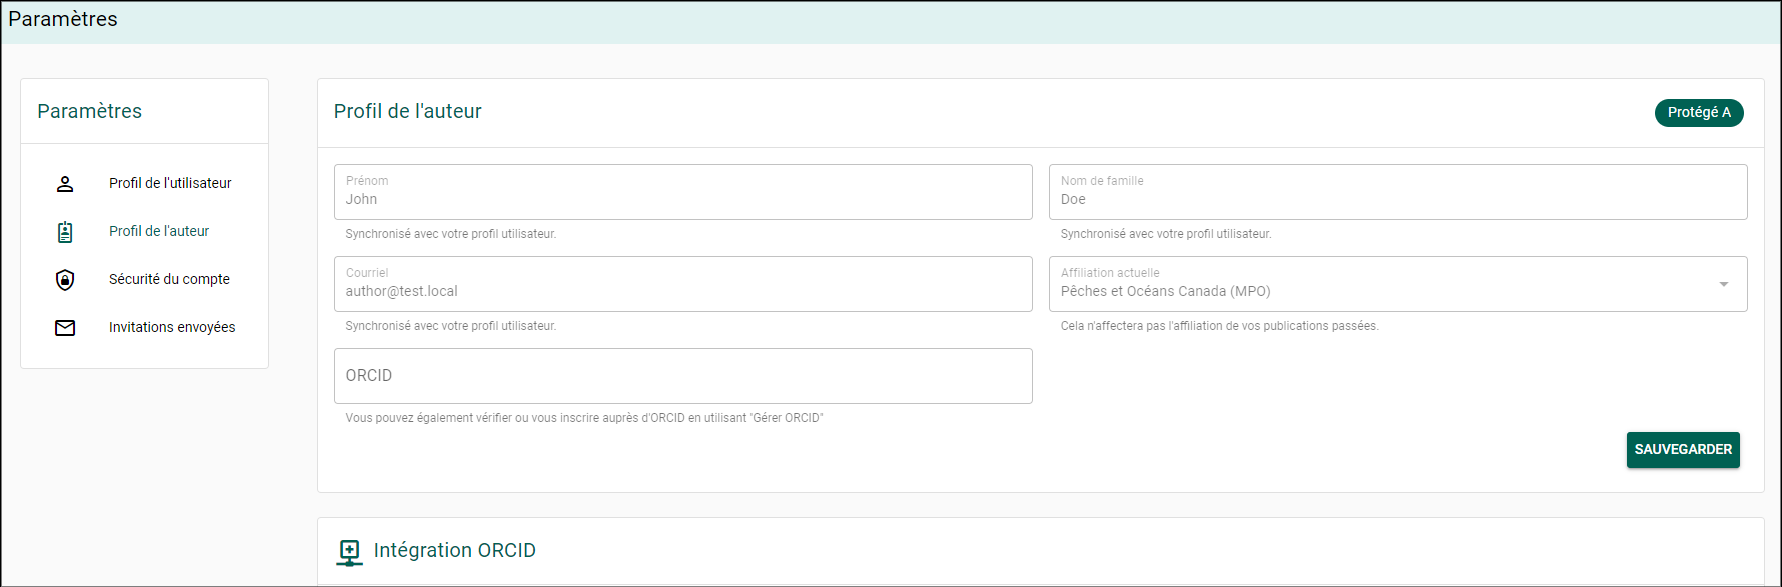 Paramètres
Paramètres
Profil de l'utilisateur
Profil de l'auteur
Sécurité du compte
Invitations envoyées
Profil de l'auteur
Protégé A
Prénom
John
Synchronisé avec votre profil utilisateur.
Nom de famille
Doe
Synchronisé avec votre profil utilisateur.
Courriel
author@test.local
Synchronisé avec votre profil utilisateur.
Affiliation actuelle
Pêches et Océans Canada (MPO)
Cela n'affectera pas l'affiliation de vos publications passées.
ORCID
Vous pouvez également vérifier ou vous inscrire auprès d'ORCID en utilisant "Gérer ORCID"
SAUVEGARDER
Intégration ORCID